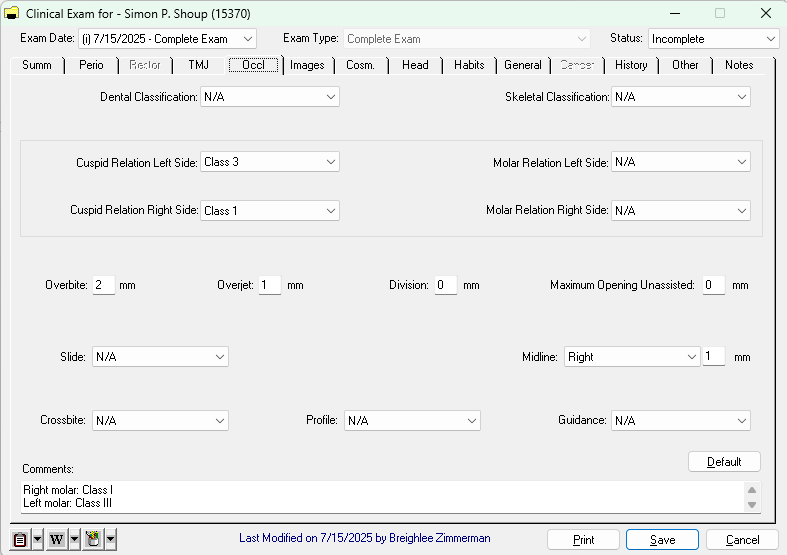 Clinical Exam for - Simon P. Shoup (15370)
Exam Date: (i) 7/15/2025 - Complete Exam Exam Type: Complete Exam Status: Incomplete
Summ Perio Restor TMJ Occl Images Cosm. Head Habits General Cancer History Other Notes
Dental Classification: N/A Skeletal Classification: N/A
Cuspid Relation Left Side: Class 3 Molar Relation Left Side: N/A
Cuspid Relation Right Side: Class 1 Molar Relation Right Side: N/A
Overbite: 2 mm Overjet: 1 mm Division: 0 mm Maximum Opening Unassisted: 0 mm
Slide: N/A Midline: Right 1 mm
Crossbite: N/A Profile: N/A Guidance: N/A
Default
Comments:
Right molar: Class I
Left molar: Class III
W Last Modified on 7/15/2025 by Breighlee Zimmerman Print Save Cancel